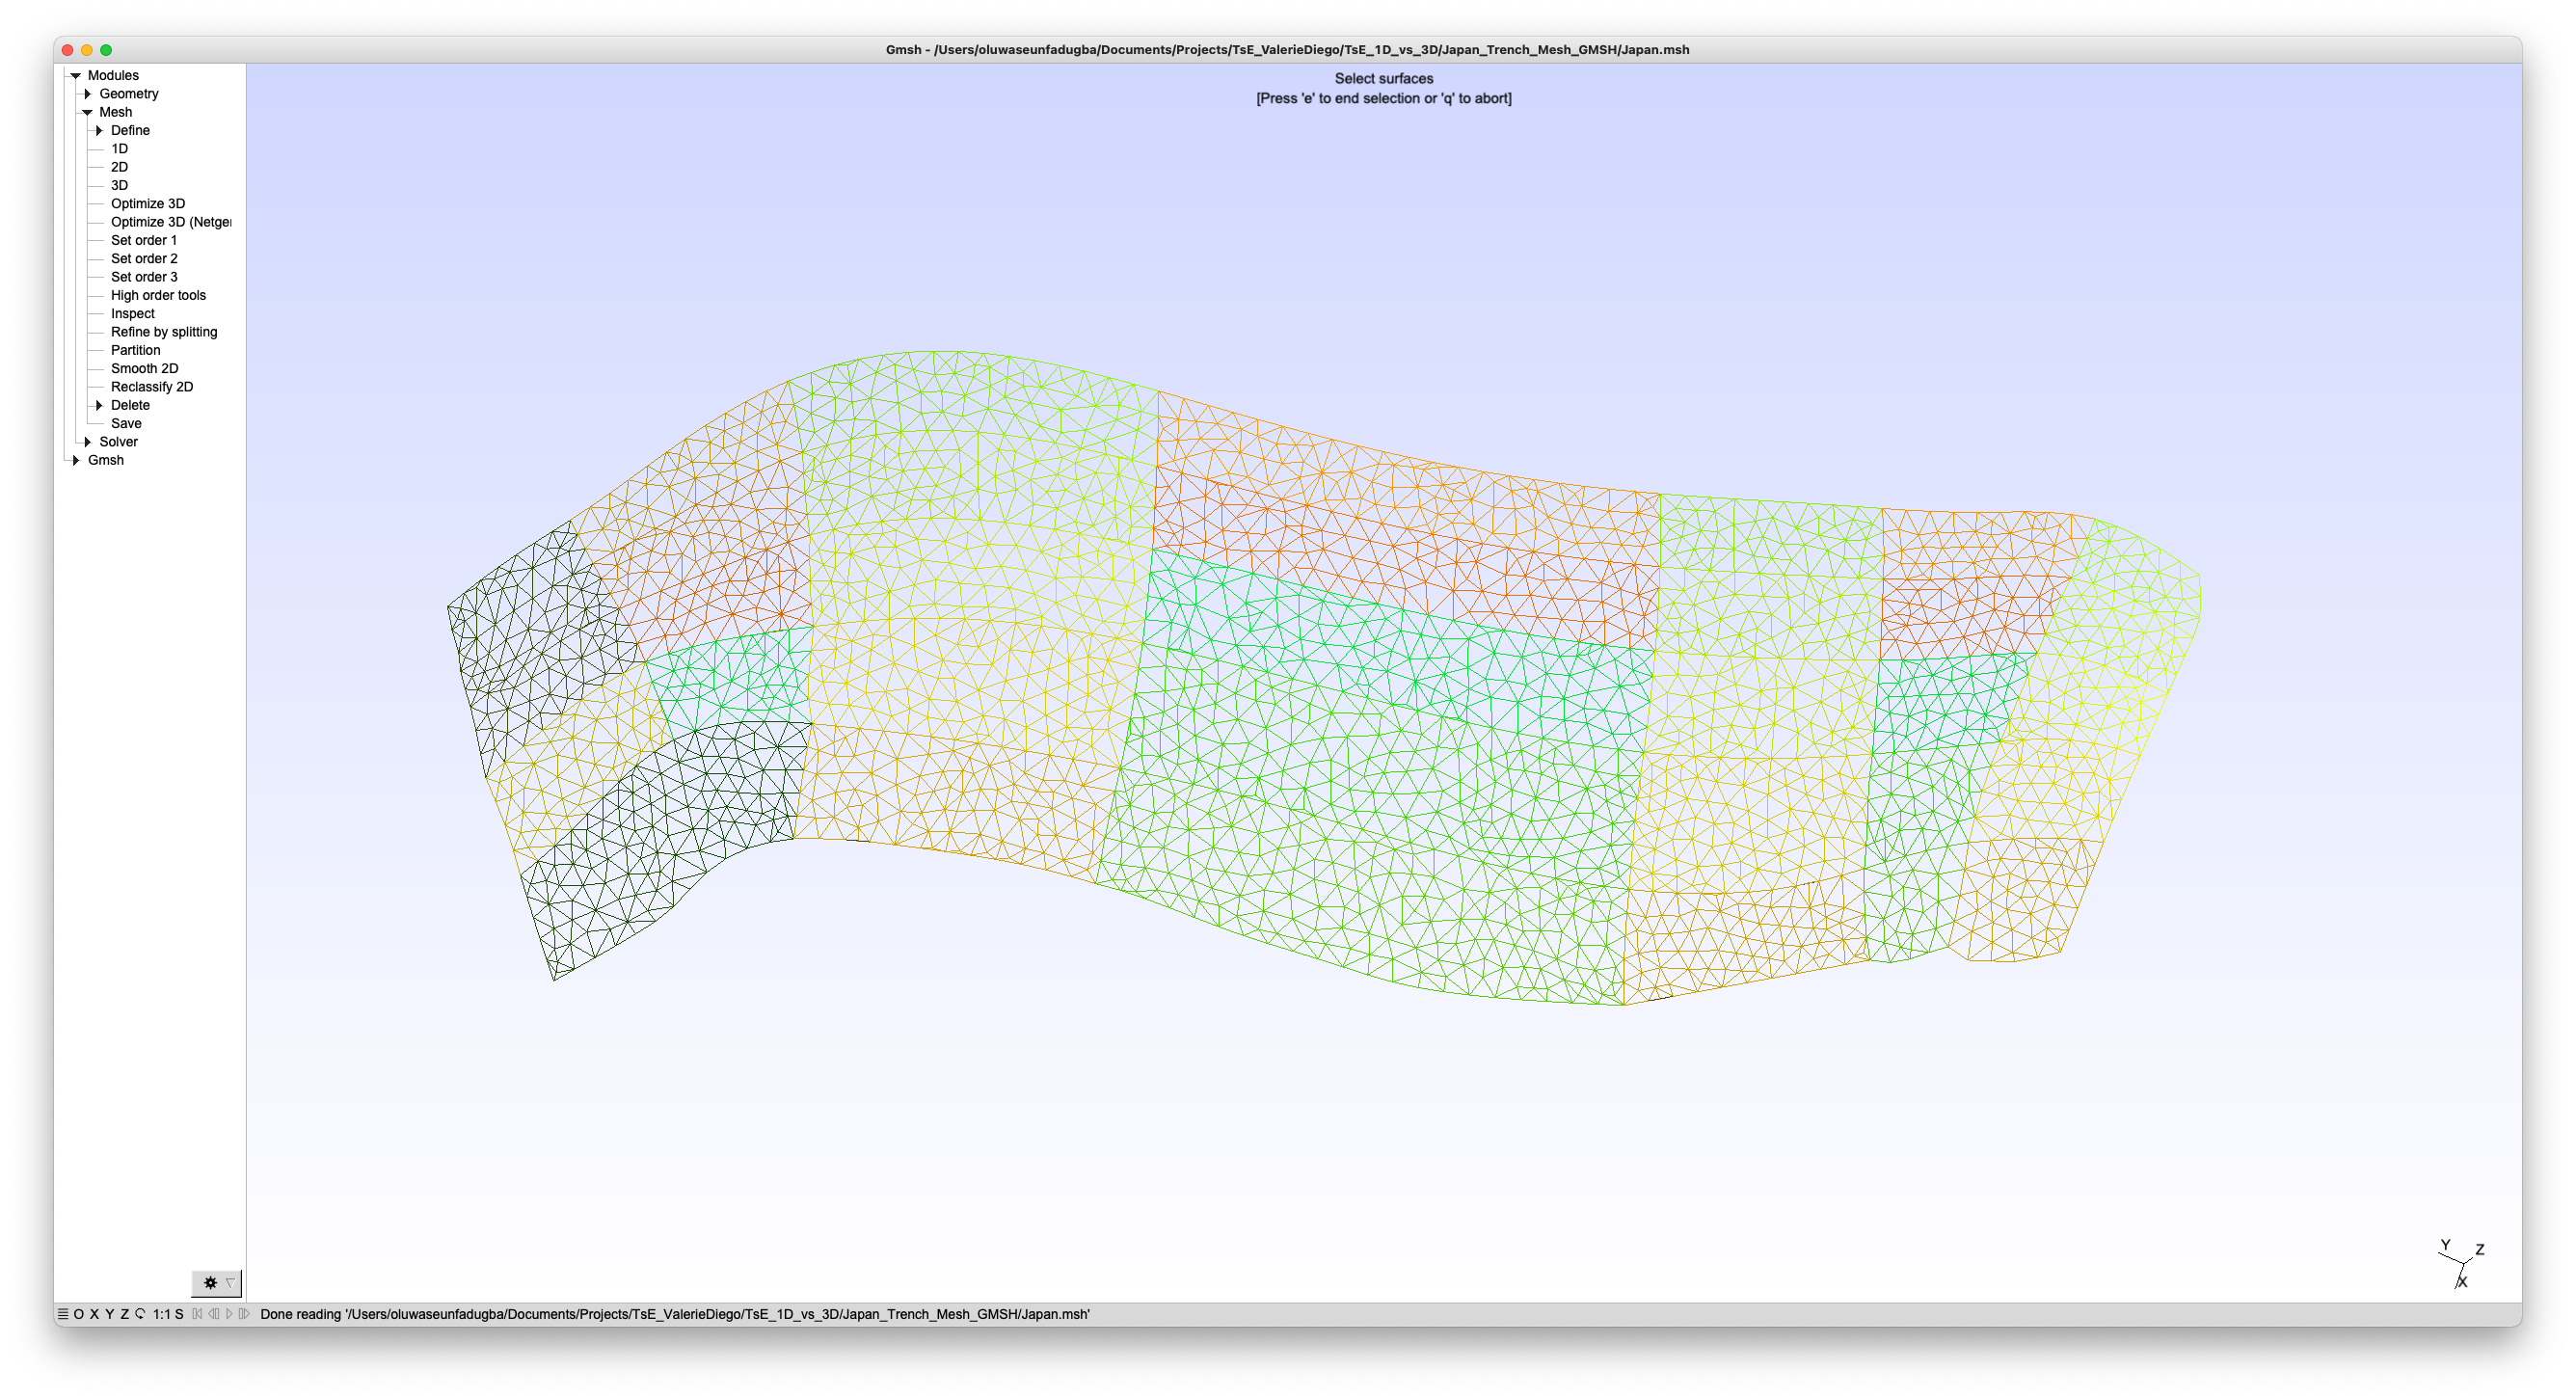 Gmsh - /Users/oluwaseunfadugba/Documents/Projects/TsE_ValerieDiego/TsE_1D_vs_3D/Japan_Trench_Mesh_GMSH/Japan.msh
Modules
Geometry
Mesh
Define
1D
2D
3D
Optimize 3D
Optimize 3D (Netger
Set order 1
Set order 2
Set order 3
High order tools
Inspect
Refine by splitting
Partition
Smooth 2D
Reclassify 2D
Delete
Save
Solver
Gmsh
Select surfaces
[Press 'e' to end selection or 'q' to abort]
Y
Z
X
O X Y Z 1:1 S Done reading '/Users/oluwaseunfadugba/Documents/Projects/TsE_ValerieDiego/TsE_1D_vs_3D/Japan_Trench_Mesh_GMSH/Japan.msh'